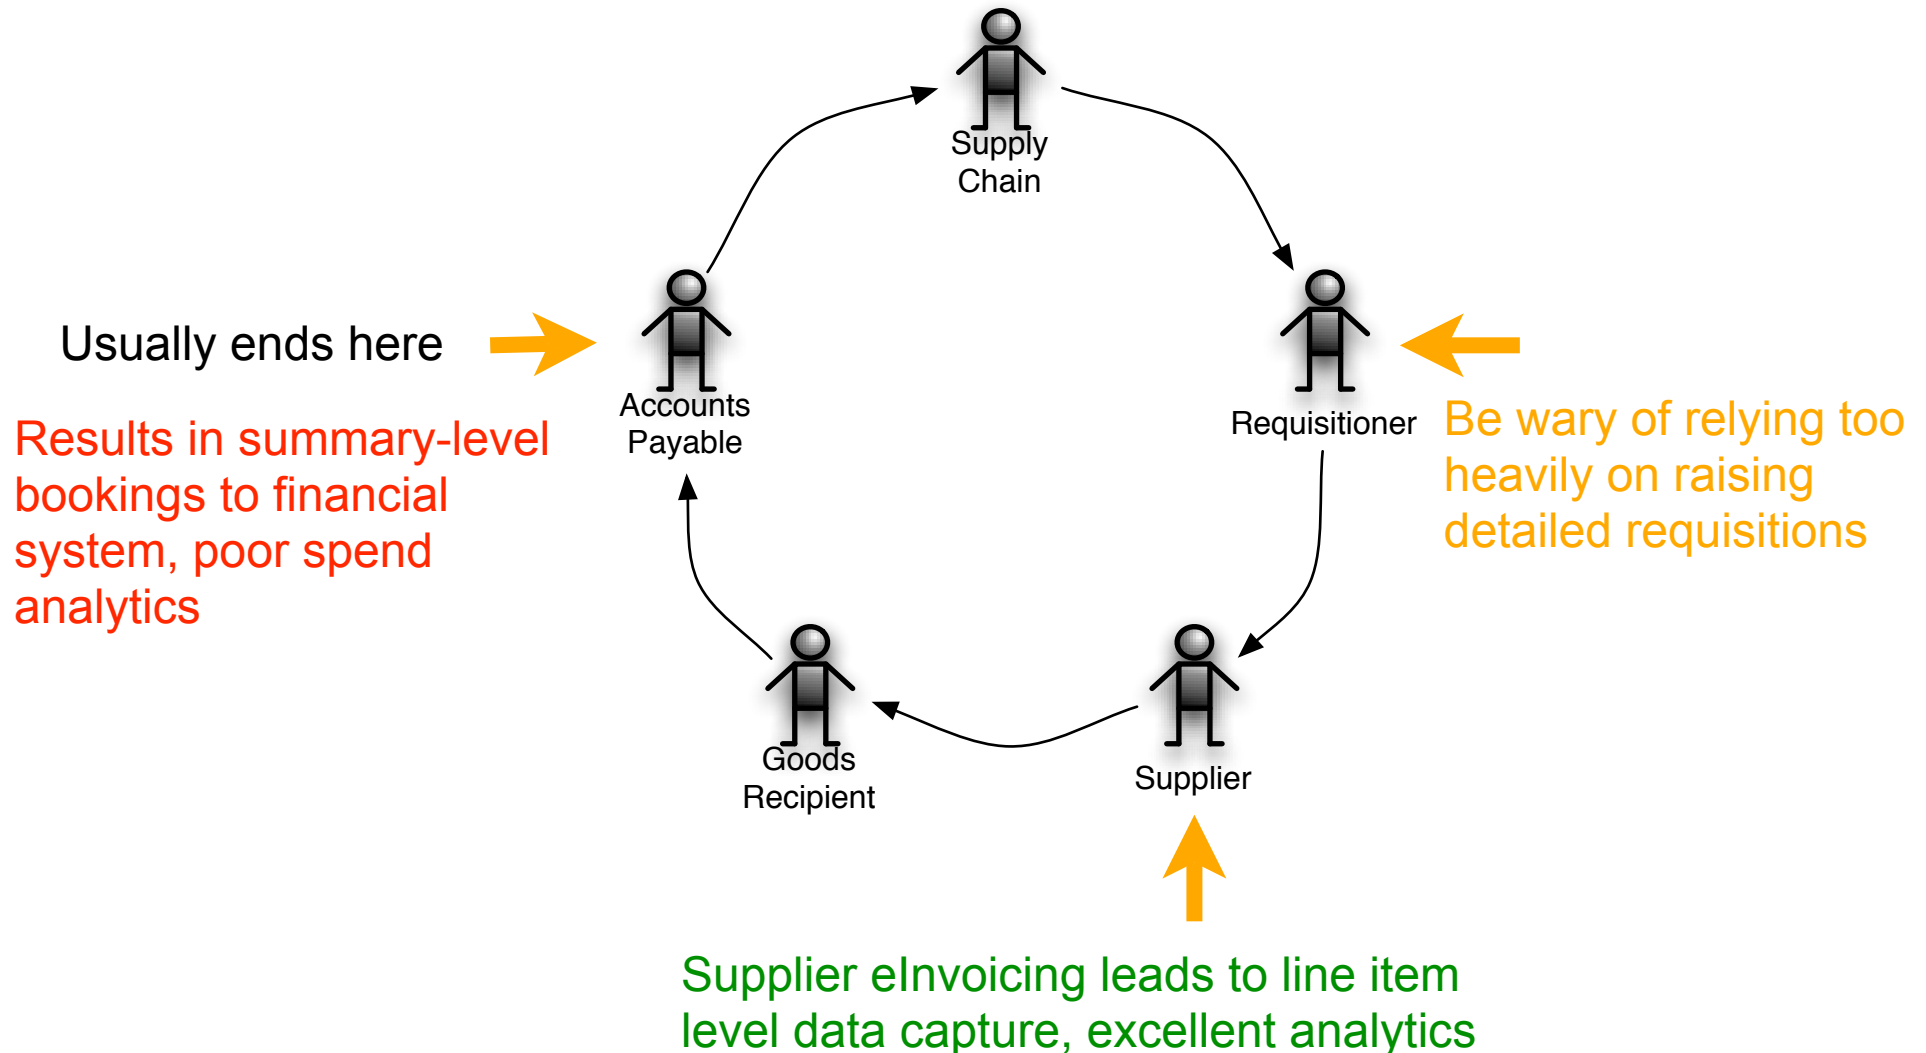 Supply
Chain
Usually ends here
Accounts
Payable
Results in summary-level
bookings to financial
system, poor spend
analytics
Requisitioner
Be wary of relying too
heavily on raising
detailed requisitions
Goods
Recipient
Supplier
Supplier eInvoicing leads to line item
level data capture, excellent analytics